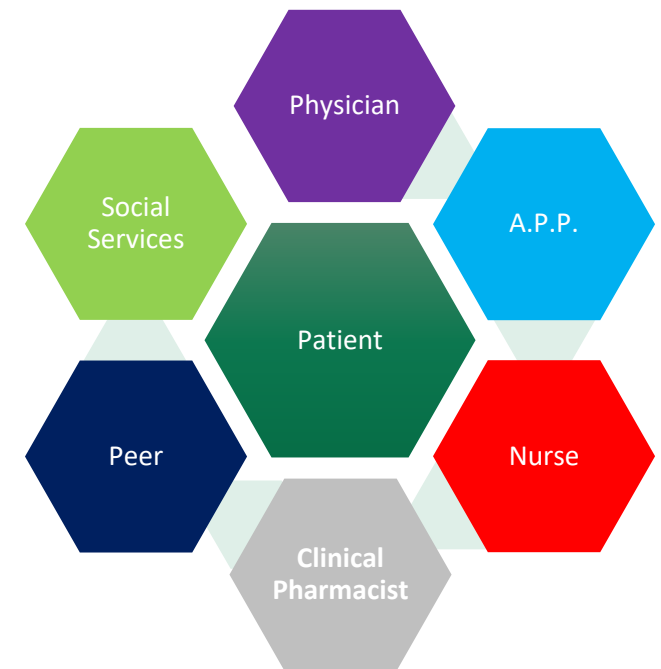 Physician
Social
Services
A.P.P.
Patient
Peer
Nurse
Clinical
Pharmacist